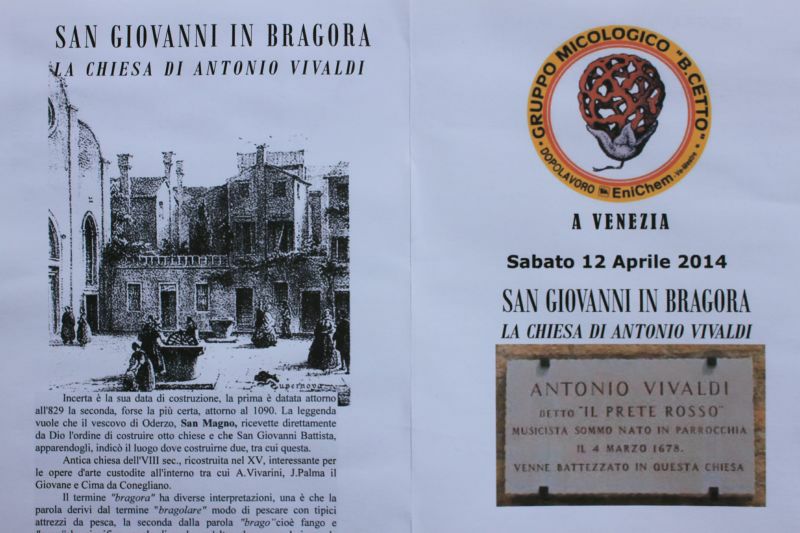 SAN GIOVANNI IN BRAGORA
LA CHIESA DI ANTONIO VIVALDI
Supernova
Incerta è la sua data di costruzione, la prima è datata attorno
all'829 la seconda, forse la più certa, attorno al 1090. La leggenda
vuole che il vescovo di Oderzo, San Magno, ricevette direttamente
da Dio l'ordine di costruire otto chiese e che San Giovanni Battista,
apparendogli, indicò il luogo dove costruirne due, tra cui questa.
Antica chiesa dell'VIII sec., ricostruita nel XV, interessante per
le opere d'arte custodite all'interno tra cui A.Vivarini, J.Palma il
Giovane e Cima da Conegliano.
Il termine "bragora" ha diverse interpretazioni, una è che la
parola derivi dal termine "bragolare" modo di pescare con tipici
attrezzi da pesca, la seconda dalla parola "brago" cioè fango e
GRUPPO MICOLOGICO "B.CETTO"
DOPOLAVORO EniChem - Ve-Mestre
A VENEZIA
Sabato 12 Aprile 2014
SAN GIOVANNI IN BRAGORA
LA CHIESA DI ANTONIO VIVALDI
ANTONIO VIVALDI
DETTO "IL PRETE ROSSO"
MUSICISTA SOMMO NATO IN PARROCCHIA
IL 4 MARZO 1678.
VENNE BATTEZZATO IN QUESTA CHIESA